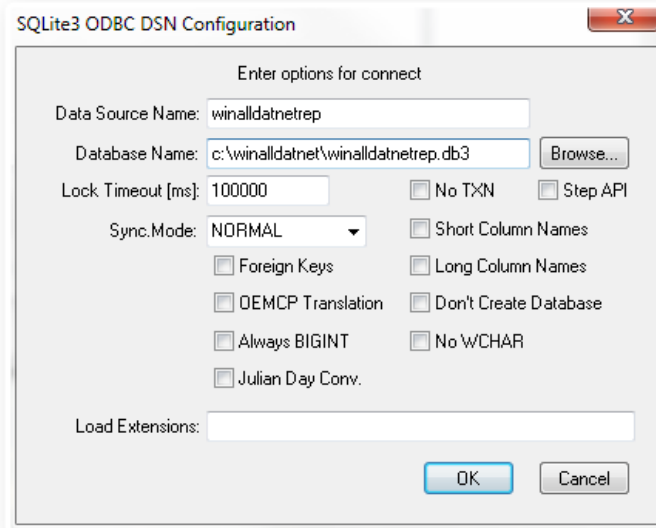 SQLite3 ODBC DSN Configuration
Enter options for connect
Data Source Name: winalldatnetrep
Database Name: c:\winalldatnet\winalldatnetrep.db3 Browse...
Lock Timeout [ms]: 100000 No TXN Step API
Sync.Mode: NORMAL Short Column Names
Foreign Keys Long Column Names
OEMCP Translation Don't Create Database
Always BIGINT No WCHAR
Julian Day Conv.
Load Extensions:
OK Cancel